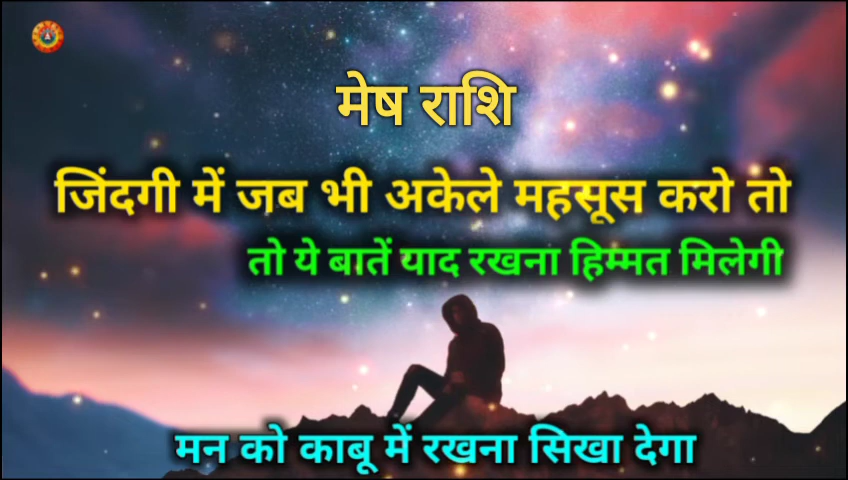 मेष राशि
जिंदगी में जब भी अकेले महसूस करो तो
तो ये बातें याद रखना हिम्मत मिलेगी
मन को काबू में रखना सिखा देगा